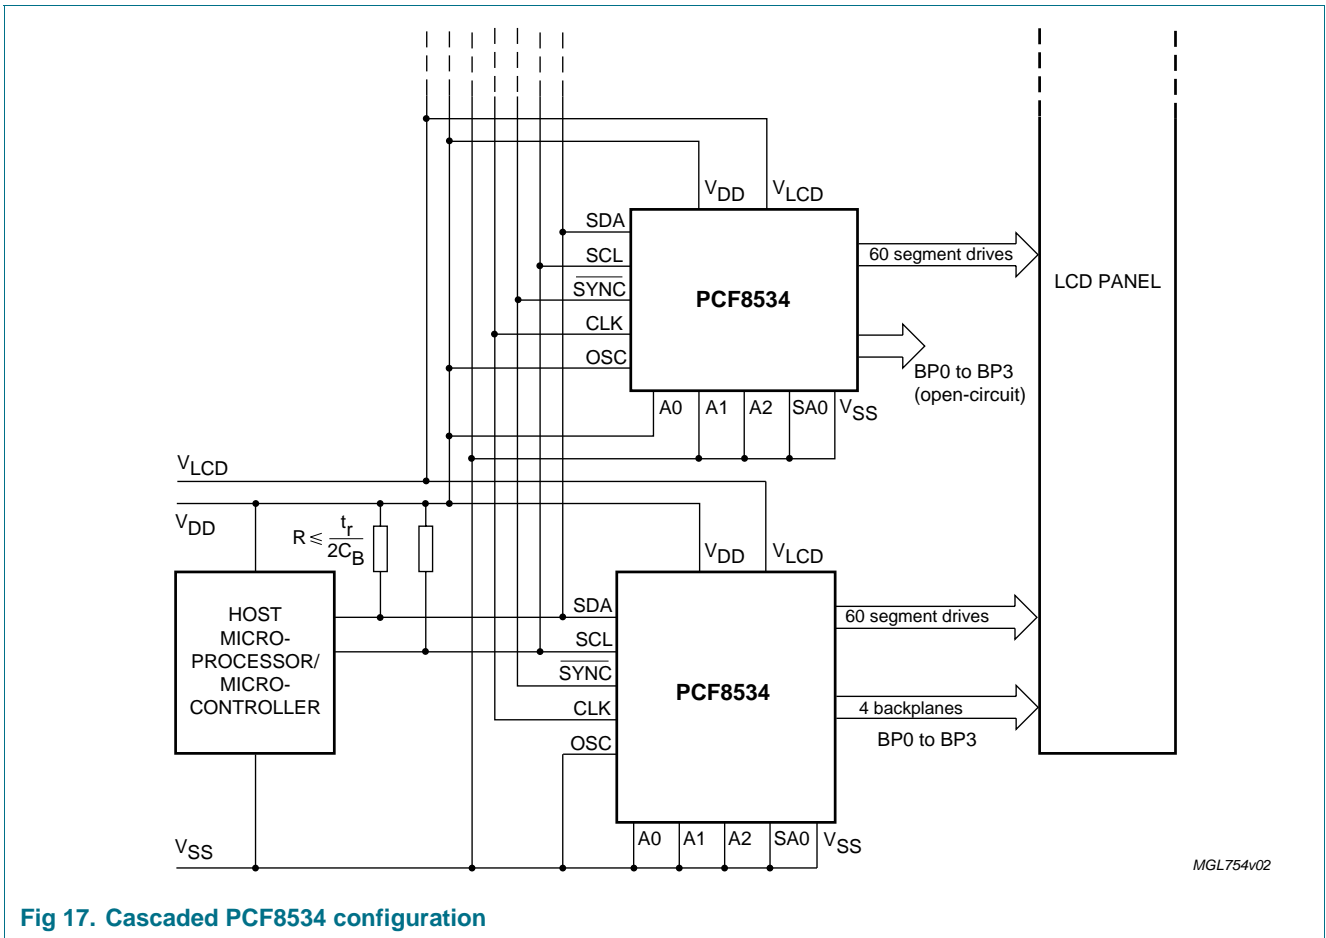 VDD
VLCD
SDA
SCL
SYNC
CLK
OSC
PCF8534
60 segment drives
LCD PANEL
BP0 to BP3
(open-circuit)
A0
A1
A2
SA0
VSS
VLCD
VDD
R ⩽ tr
2CB
HOST
MICRO-
PROCESSOR/
MICRO-
CONTROLLER
VDD
VLCD
SDA
SCL
SYNC
CLK
OSC
PCF8534
60 segment drives
4 backplanes
BP0 to BP3
A0
A1
A2
SA0
VSS
VSS
MGL754v02
Fig 17. Cascaded PCF8534 configuration